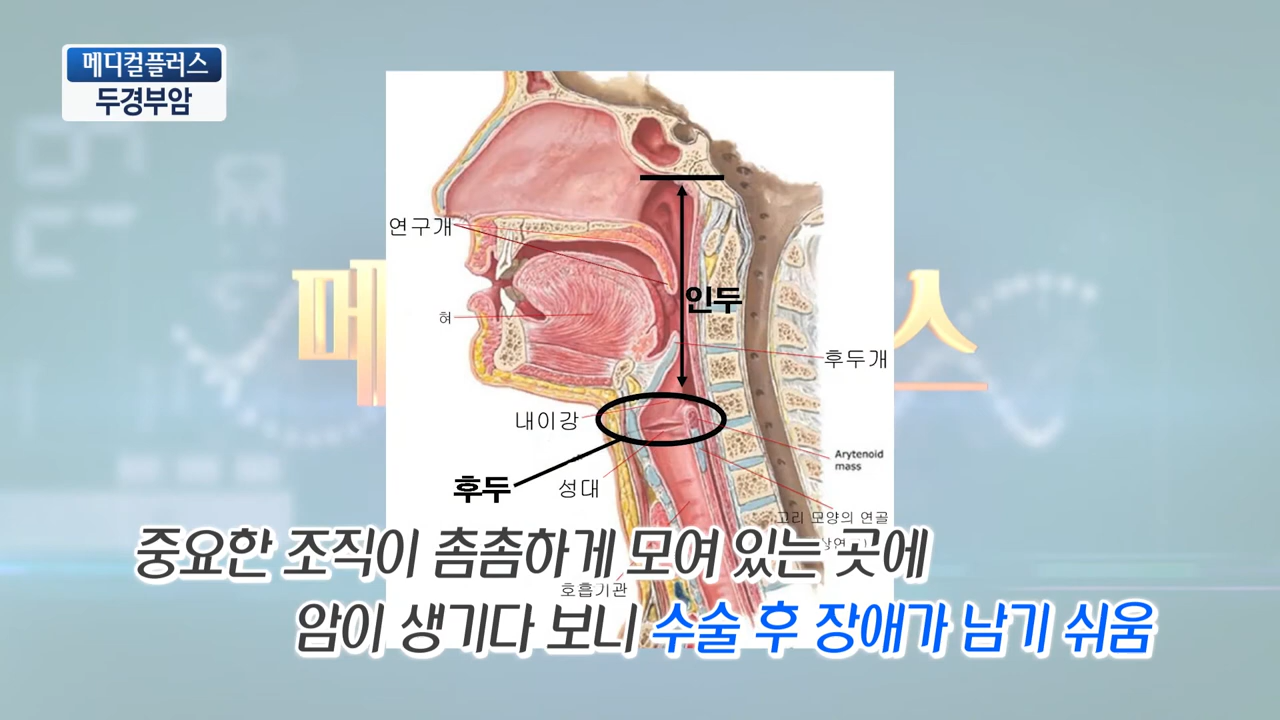 메디컬플러스
두경부암
연구개
혀
인두
후두개
내이강
Arytenoid
mass
후두
성대
고리 모양의 연골
호흡기관
중요한 조직이 촘촘하게 모여 있는 곳에
암이 생기다 보니 수술 후 장애가 남기 쉬움